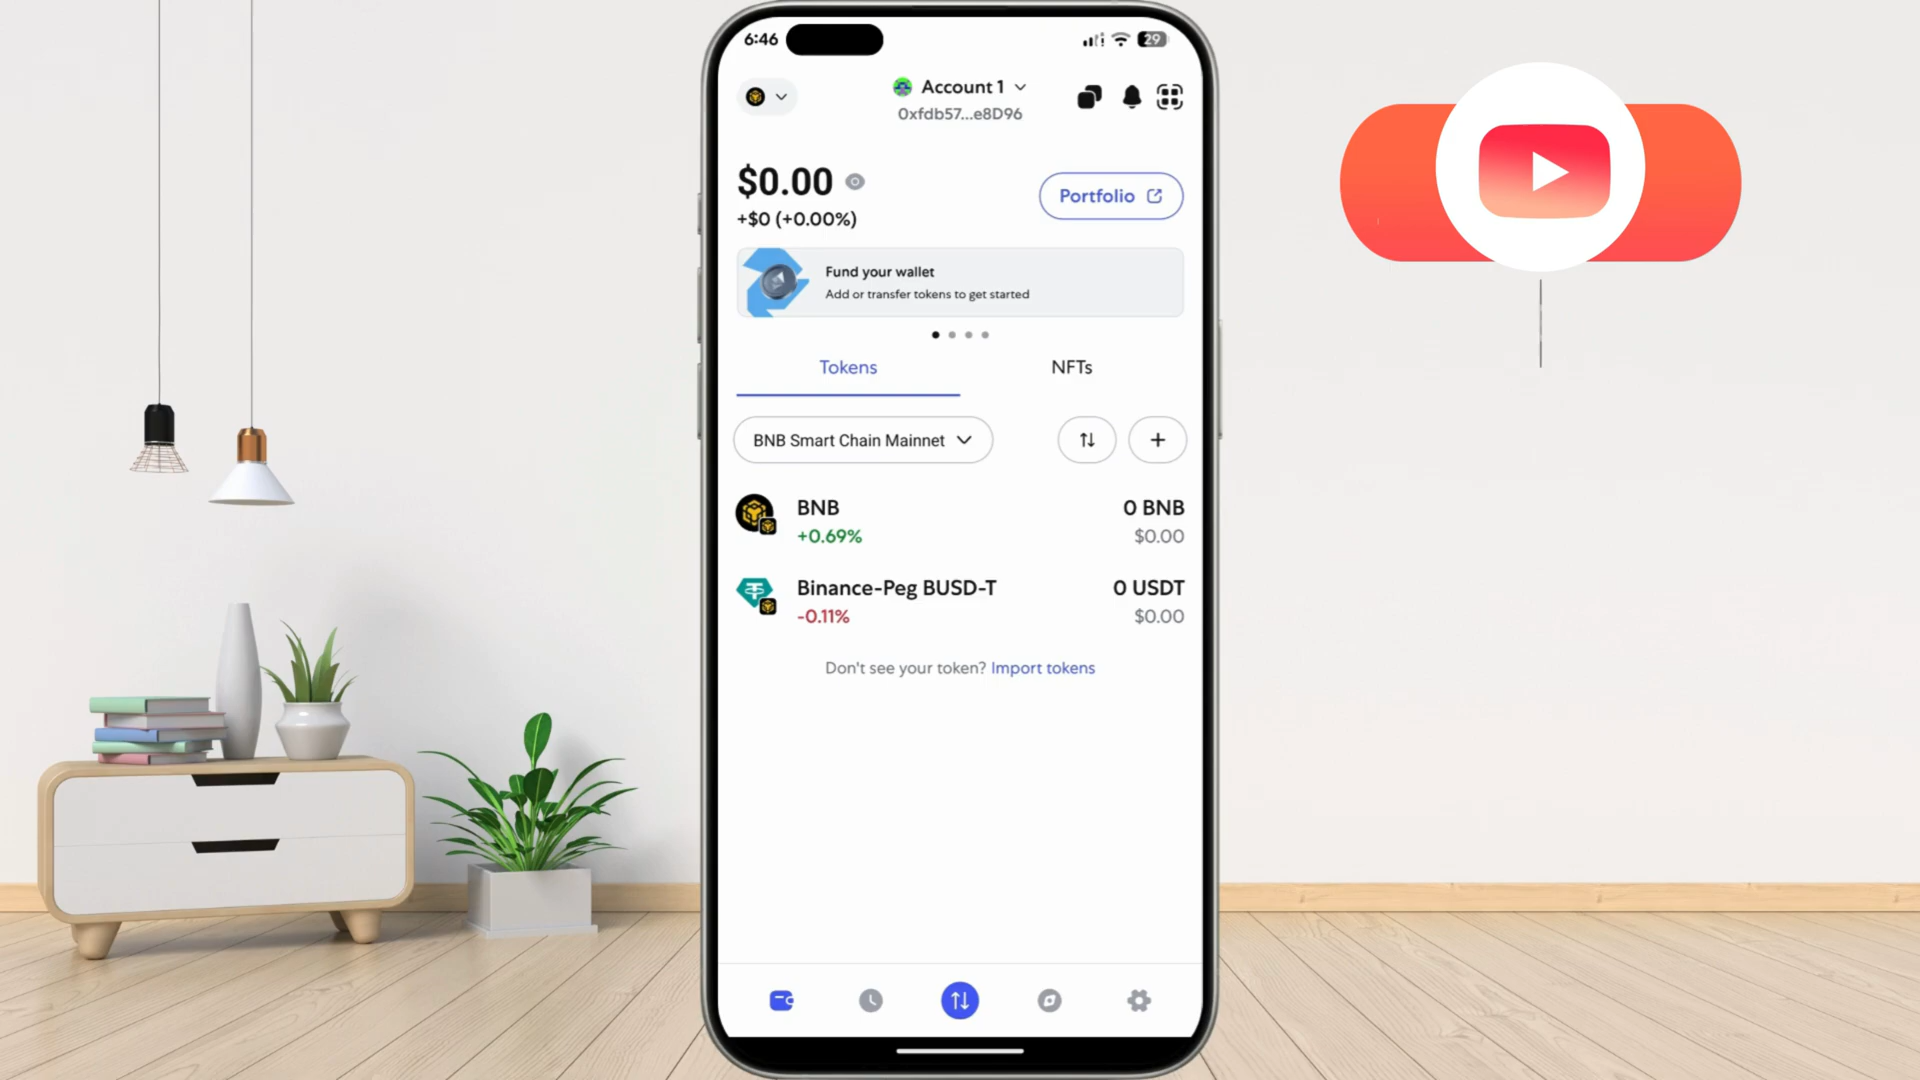 6:46
29
Account 1
0xfdb57...e8D96
$0.00
+$0 (+0.00%)
Portfolio
Fund your wallet
Add or transfer tokens to get started
Tokens
NFTs
BNB Smart Chain Mainnet
BNB
0 BNB
+0.69%
$0.00
Binance-Peg BUSD-T
0 USDT
-0.11%
$0.00
Don't see your token? Import tokens